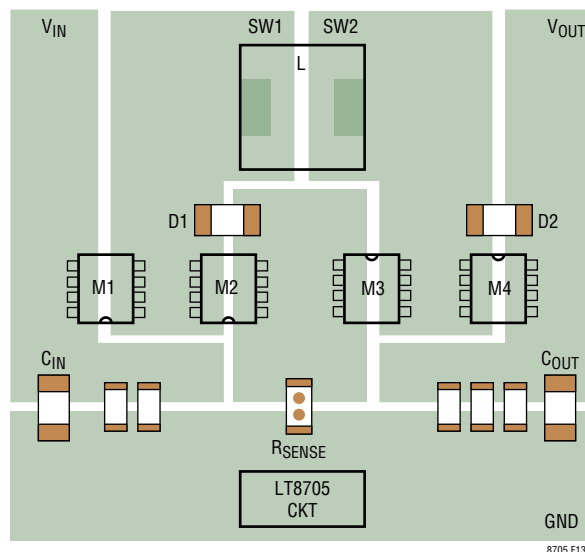 VIN SW1 SW2 VOUT
L
D1 D2
M1 M2 M3 M4
CIN COUT
RSENSE
LT8705
CKT
GND
8705 F13